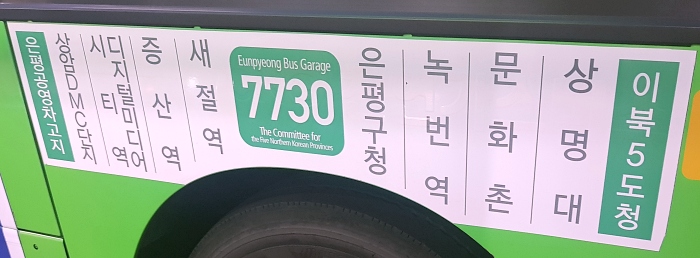 은평공영차고지
상암DMC단지
디지털미디어
시티역
증산역
새절역
Eunpyeong Bus Garage
7730
The Committee for
the Five Northern Korean Provinces
은평구청
녹번역
문화촌
상명대
이북5도청